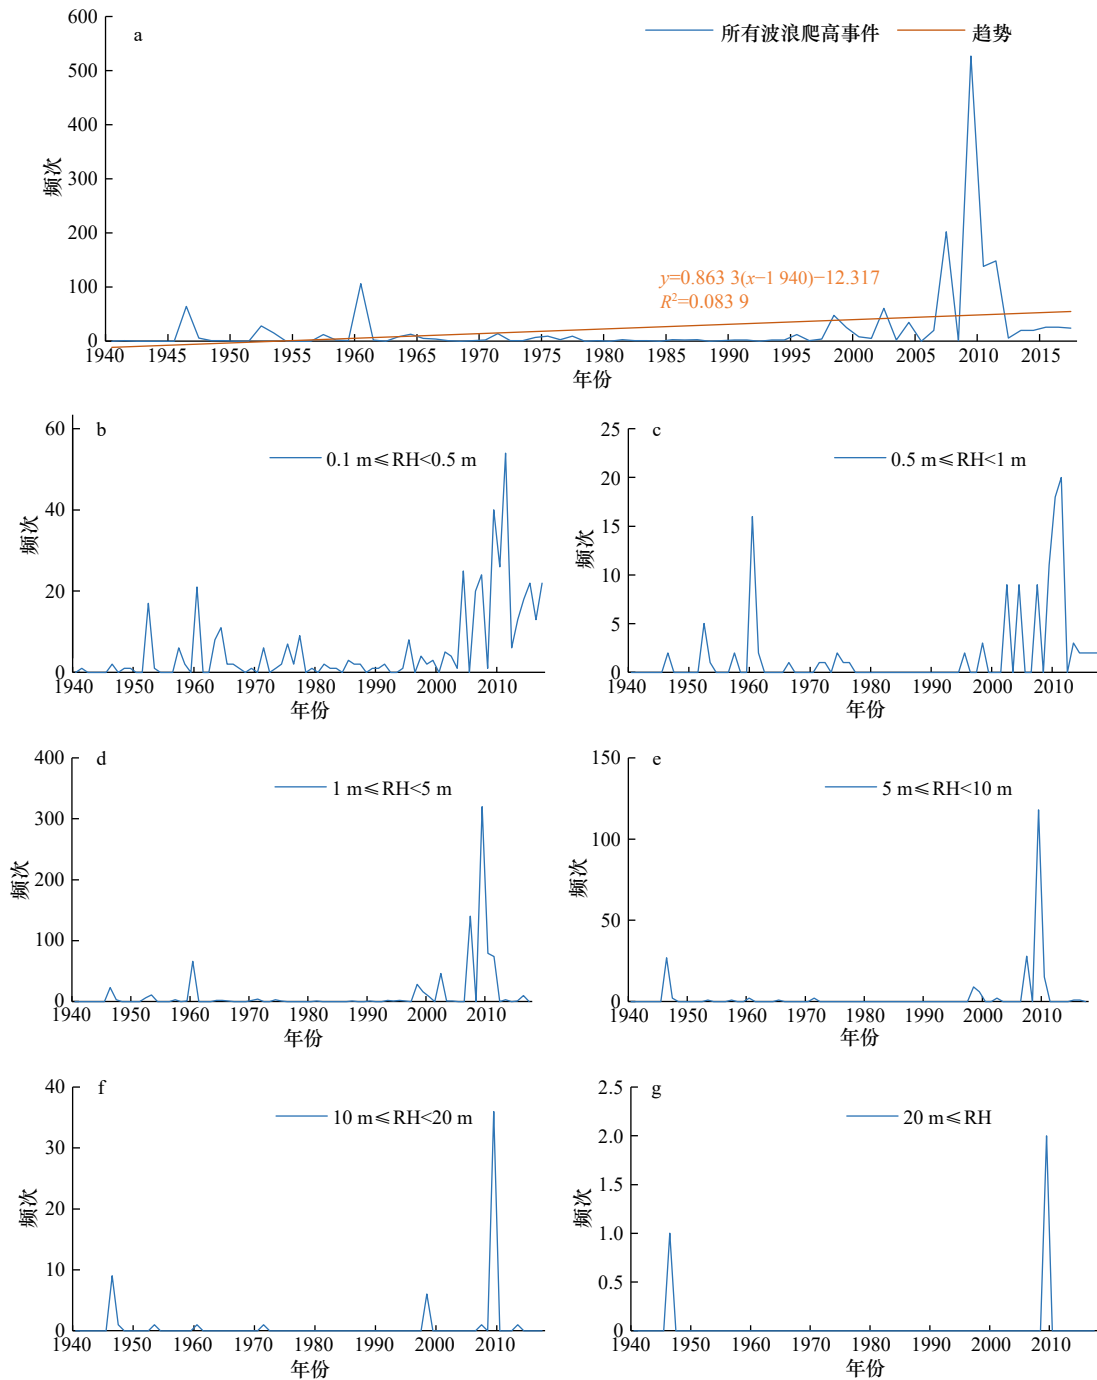 a
所有波浪爬高事件
趋势
600
500
400
300
200
100
0
频次
y=0.863 3(x−1 940)−12.317
R²=0.083 9
1940 1945 1950 1955 1960 1965 1970 1975 1980 1985 1990 1995 2000 2005 2010 2015
年份
b
0.1 m⩽RH<0.5 m
60
40
20
0
频次
1940 1950 1960 1970 1980 1990 2000 2010
年份
c
0.5 m⩽RH<1 m
25
20
15
10
5
0
频次
1940 1950 1960 1970 1980 1990 2000 2010
年份
d
1 m⩽RH<5 m
400
300
200
100
0
频次
1940 1950 1960 1970 1980 1990 2000 2010
年份
e
5 m⩽RH<10 m
150
100
50
0
频次
1940 1950 1960 1970 1980 1990 2000 2010
年份
f
10 m⩽RH<20 m
40
30
20
10
0
频次
1940 1950 1960 1970 1980 1990 2000 2010
年份
g
20 m⩽RH
2.5
2.0
1.5
1.0
0.5
0
频次
1940 1950 1960 1970 1980 1990 2000 2010
年份